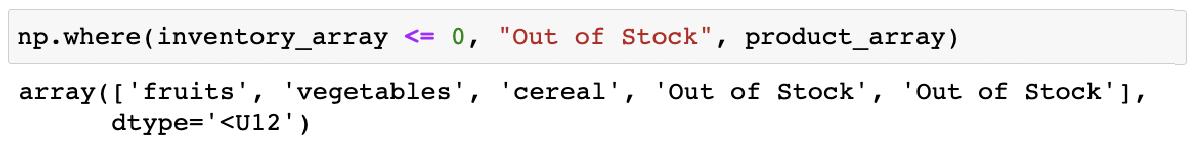 np.where(inventory_array <= 0, "Out of Stock", product_array)
array(['fruits', 'vegetables', 'cereal', 'Out of Stock', 'Out of Stock'],
      dtype='<U12')